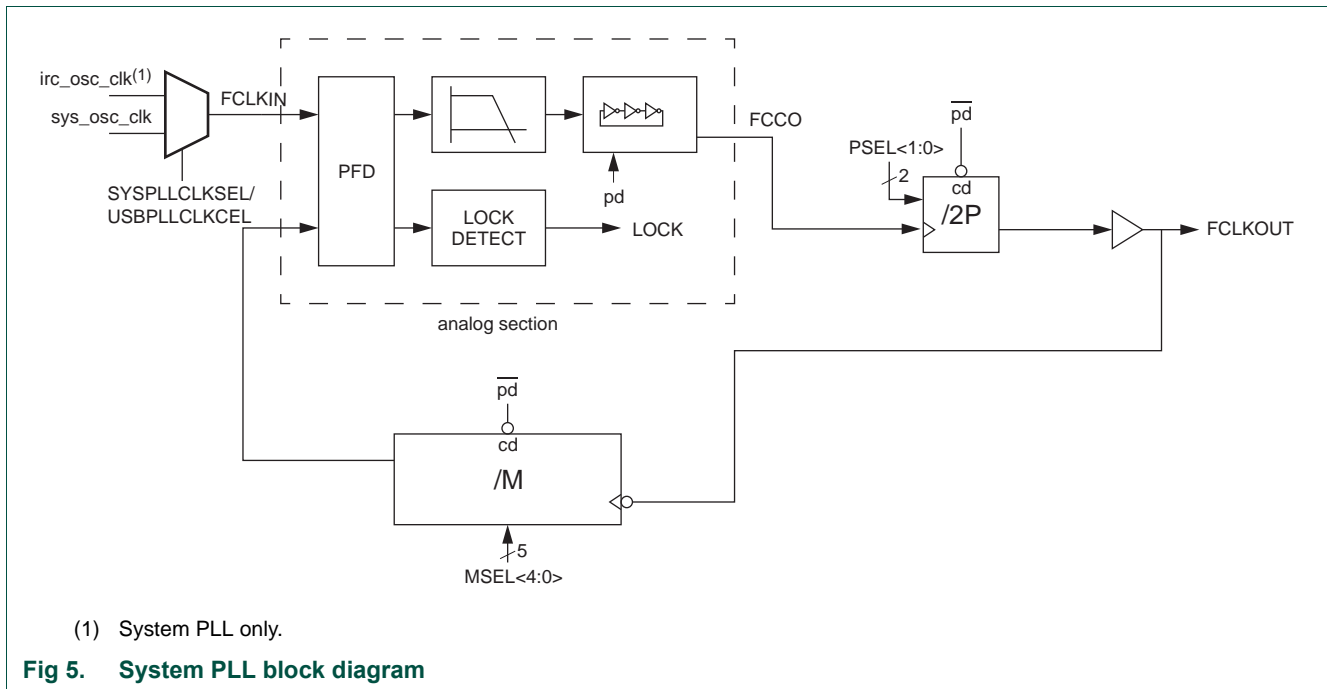 irc_osc_clk(1)
sys_osc_clk
FCLKIN
SYSPLLCLKSEL/
USBPLLCLKCEL
PFD
pd
LOCK
DETECT
LOCK
analog section
FCCO
PSEL<1:0>
2
pd
cd
/2P
FCLKOUT
pd
cd
/M
5
MSEL<4:0>
(1) System PLL only.
Fig 5. System PLL block diagram